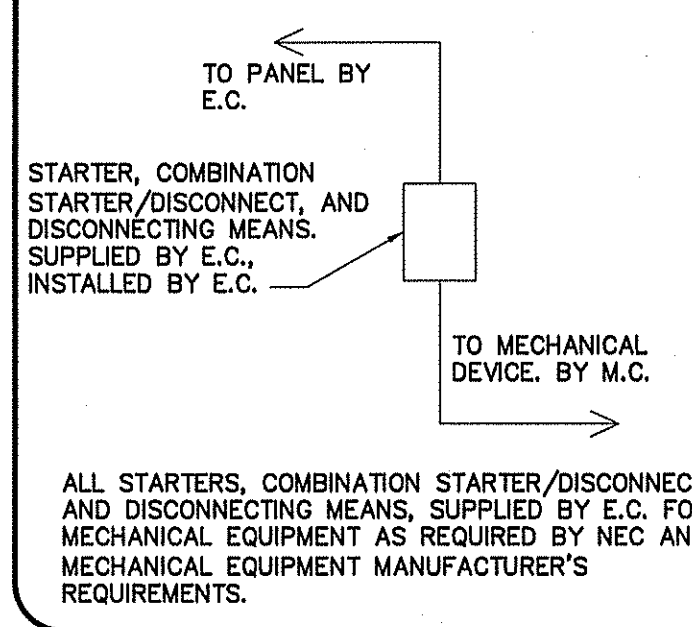 TO PANEL BY
E.C.
STARTER, COMBINATION
STARTER/DISCONNECT, AND
DISCONNECTING MEANS.
SUPPLIED BY E.C.,
INSTALLED BY E.C.
TO MECHANICAL
DEVICE. BY M.C.
ALL STARTERS, COMBINATION STARTER/DISCONNEC
AND DISCONNECTING MEANS, SUPPLIED BY E.C. FO
MECHANICAL EQUIPMENT AS REQUIRED BY NEC AN
MECHANICAL EQUIPMENT MANUFACTURER'S
REQUIREMENTS.